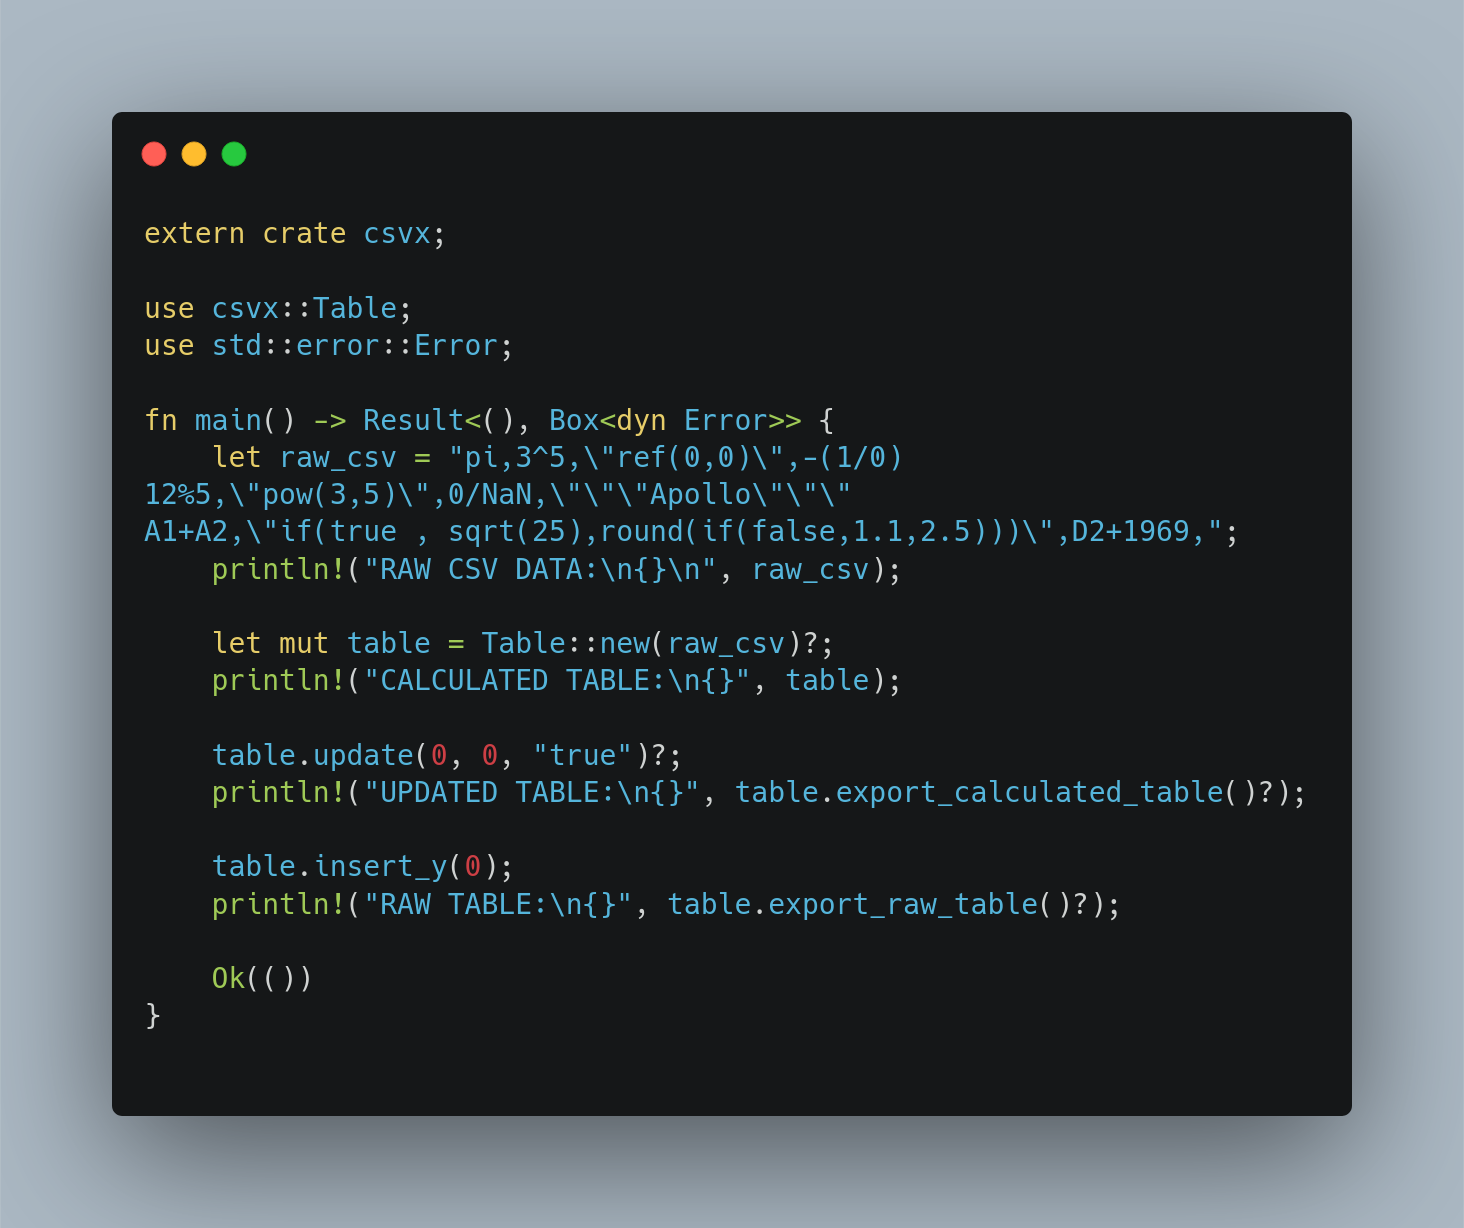 extern crate csvx;
use csvx::Table;
use std::error::Error;
fn main() -> Result<(), Box<dyn Error>> {
    let raw_csv = "pi,3^5,\"ref(0,0)\",-(1/0)
12%5,\"pow(3,5)\",0/NaN,\"\"\"Apollo\"\"\"
A1+A2,\"if(true , sqrt(25),round(if(false,1.1,2.5)))\",D2+1969,";
    println!("RAW CSV DATA:\n{}\n", raw_csv);
    let mut table = Table::new(raw_csv)?;
    println!("CALCULATED TABLE:\n{}", table);
    table.update(0, 0, "true")?;
    println!("UPDATED TABLE:\n{}", table.export_calculated_table()?);
    table.insert_y(0);
    println!("RAW TABLE:\n{}", table.export_raw_table()?);
    Ok(())
}